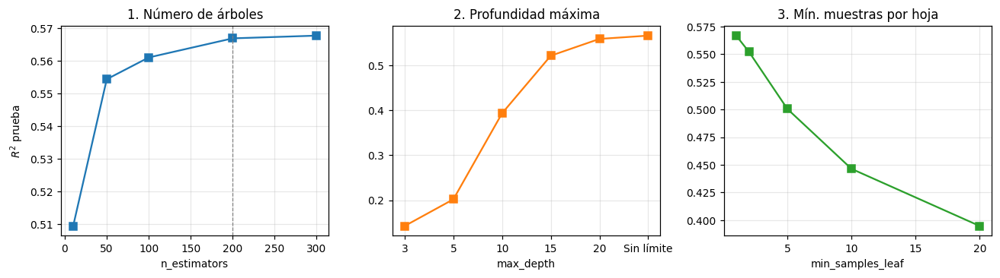 1. Número de árboles
0.57
0.56
0.55
0.54
0.53
0.52
0.51
R² prueba
0 50 100 150 200 250 300
n_estimators
2. Profundidad máxima
0.5
0.4
0.3
0.2
3 5 10 15 20 Sin límite
max_depth
3. Mín. muestras por hoja
0.575
0.550
0.525
0.500
0.475
0.450
0.425
0.400
5 10 15 20
min_samples_leaf